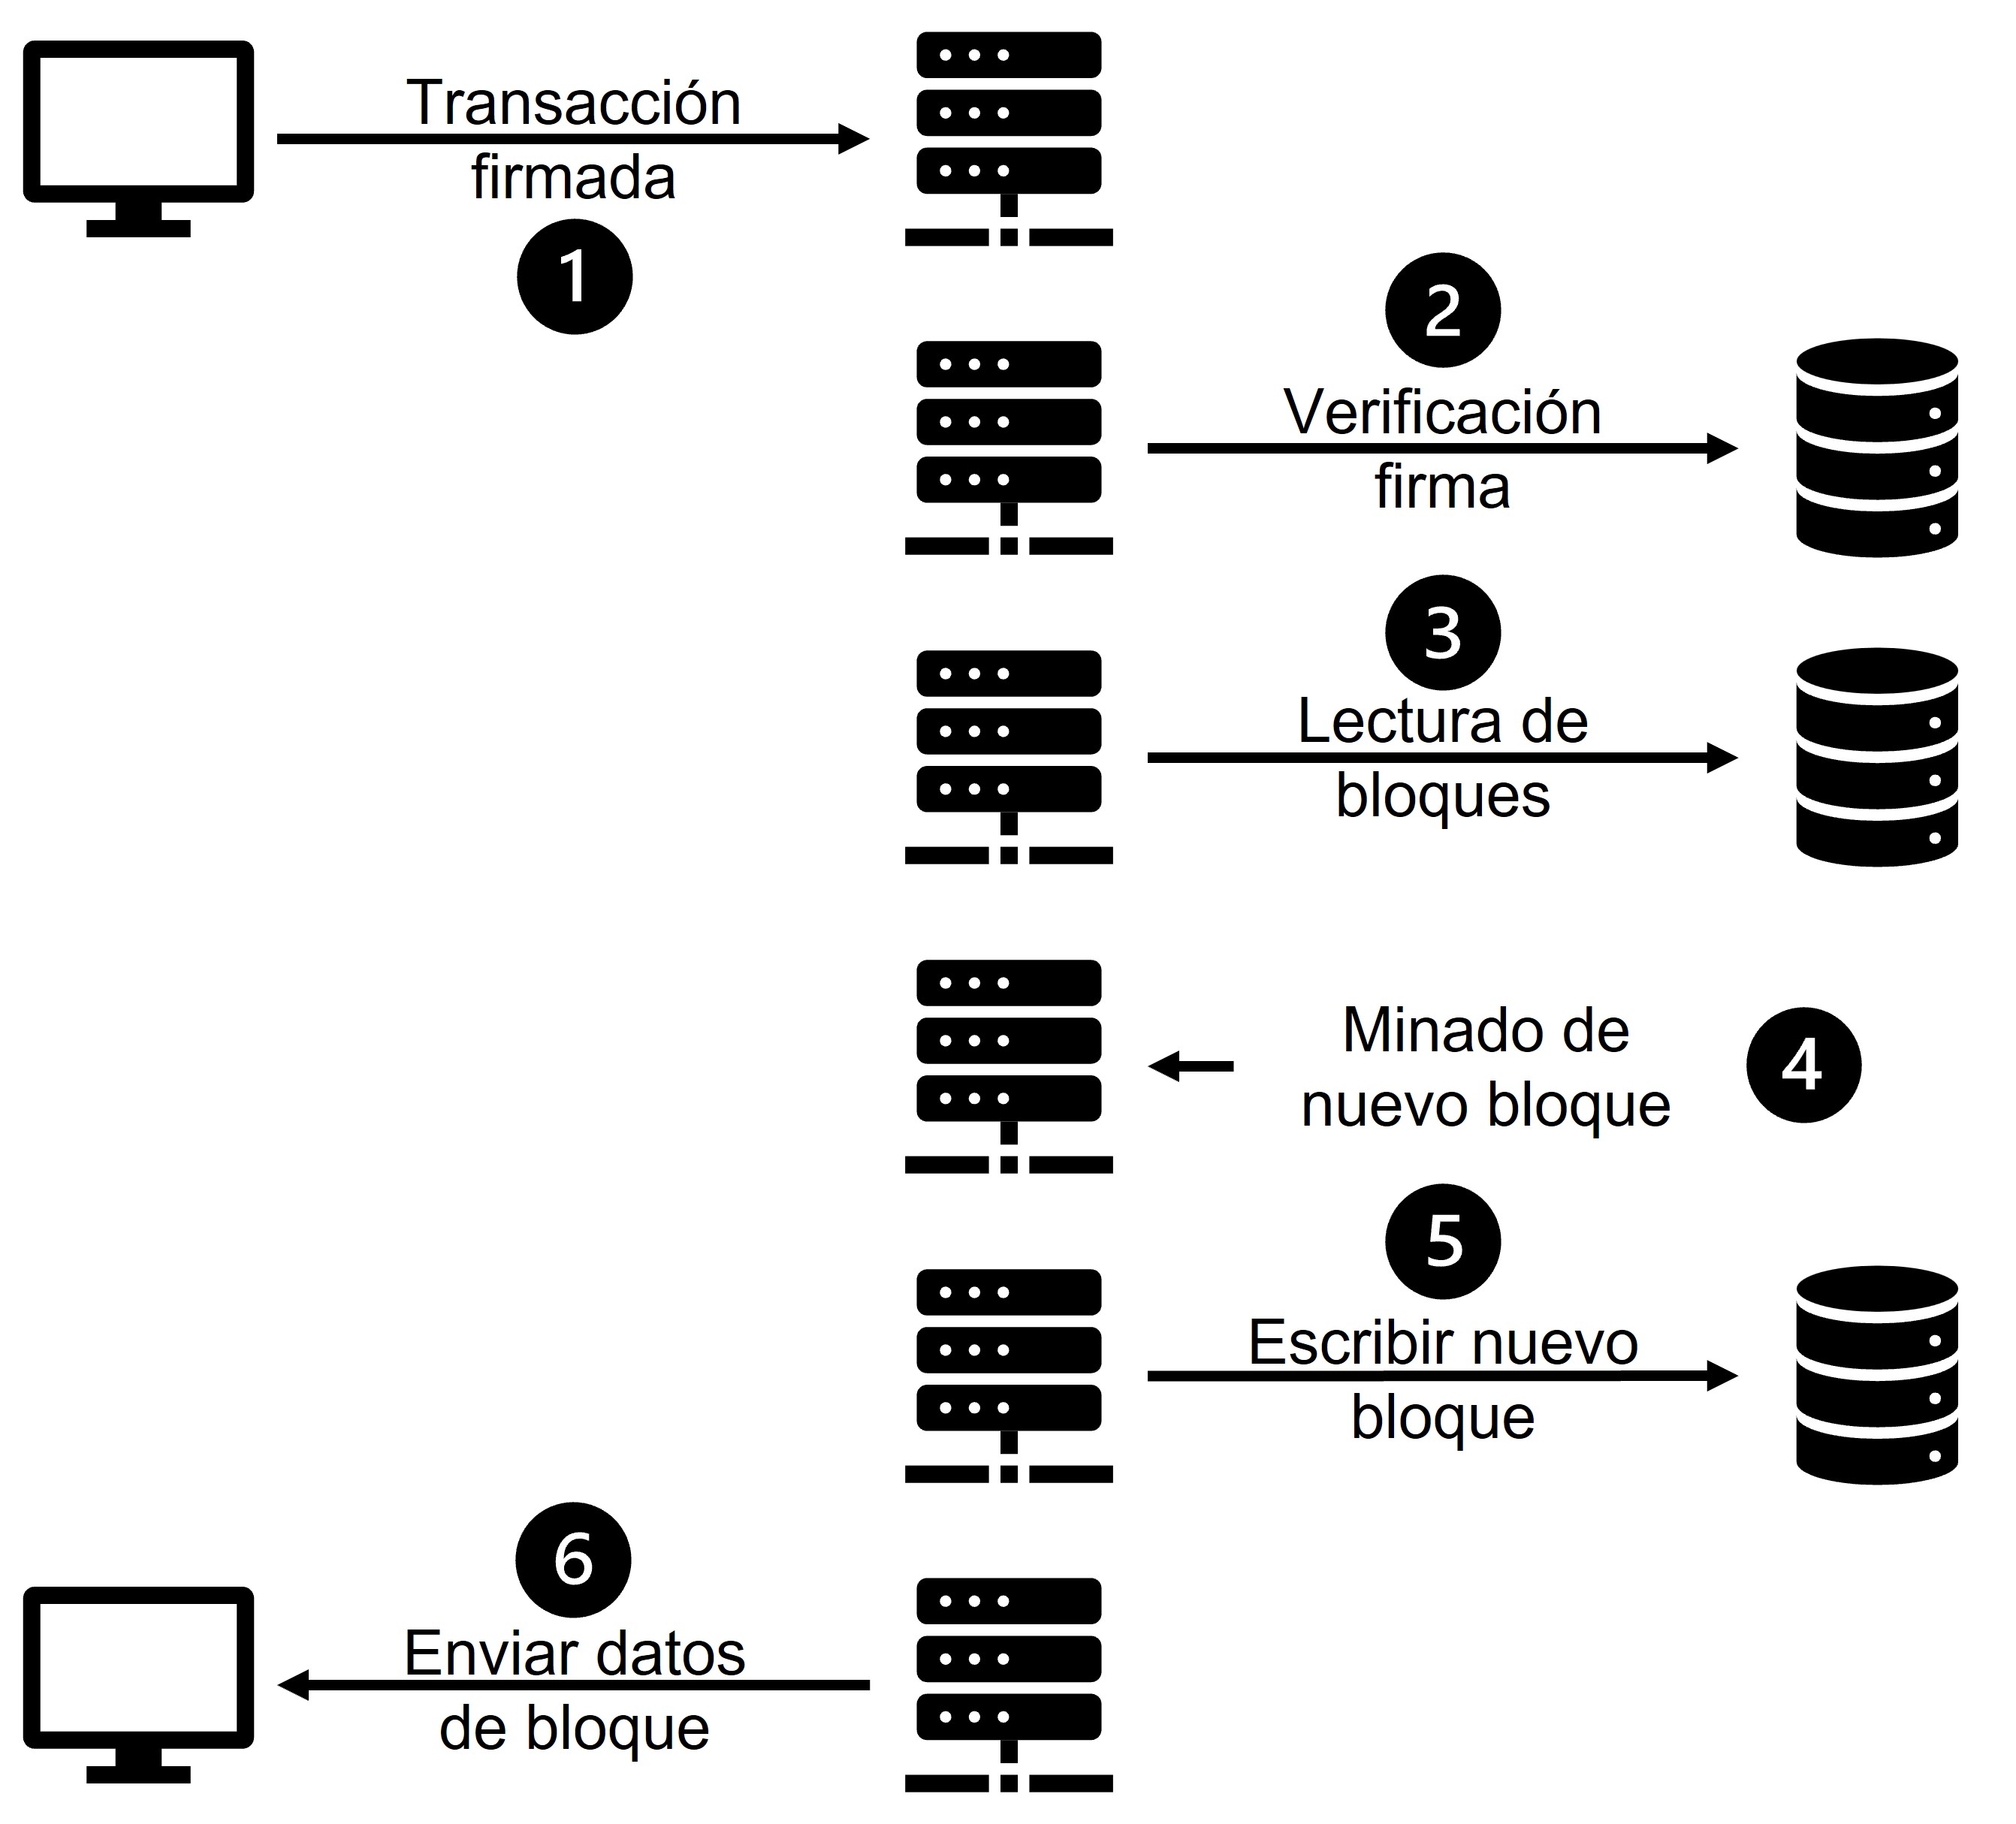 Transacción
firmada
1
2
Verificación
firma
3
Lectura de
bloques
Minado de
nuevo bloque
4
5
Escribir nuevo
bloque
6
Enviar datos
de bloque